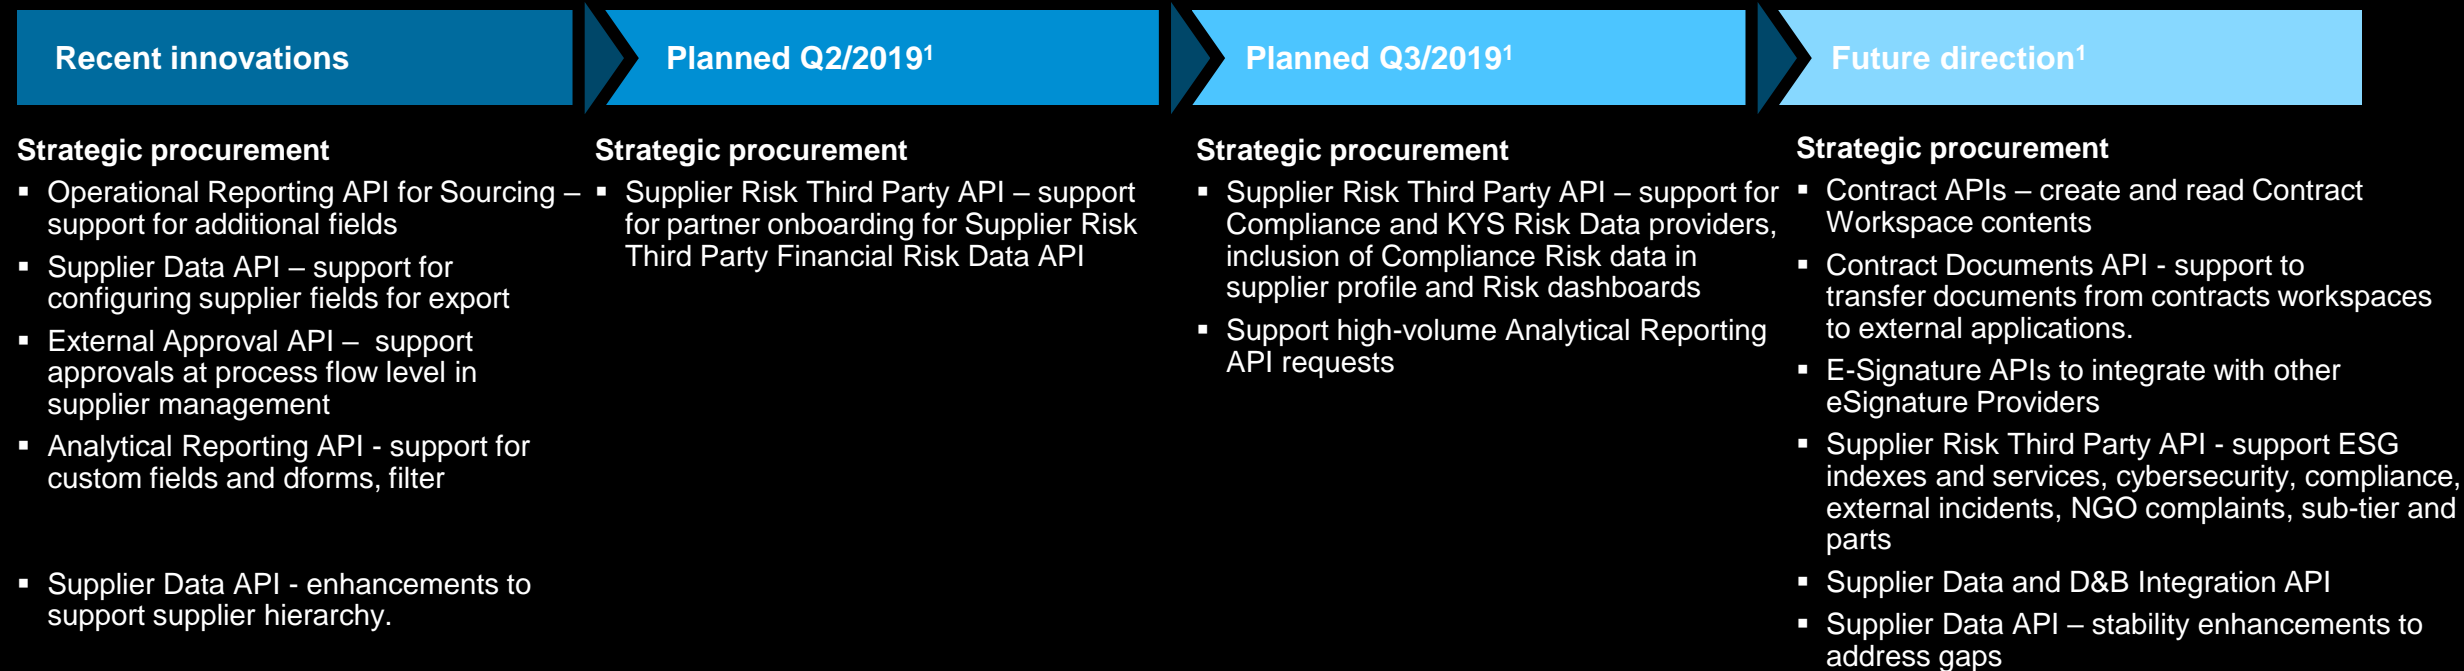 Recent innovations
Planned Q2/2019¹
Planned Q3/2019¹
Future direction¹
Strategic procurement
▪ Operational Reporting API for Sourcing –
support for additional fields
▪ Supplier Data API – support for
configuring supplier fields for export
▪ External Approval API – support
approvals at process flow level in
supplier management
▪ Analytical Reporting API - support for
custom fields and dforms, filter
▪ Supplier Data API - enhancements to
support supplier hierarchy.
Strategic procurement
▪ Supplier Risk Third Party API – support
for partner onboarding for Supplier Risk
Third Party Financial Risk Data API
Strategic procurement
▪ Supplier Risk Third Party API – support for
Compliance and KYS Risk Data providers,
inclusion of Compliance Risk data in
supplier profile and Risk dashboards
▪ Support high-volume Analytical Reporting
API requests
Strategic procurement
▪ Contract APIs – create and read Contract
Workspace contents
▪ Contract Documents API - support to
transfer documents from contracts workspaces
to external applications.
▪ E-Signature APIs to integrate with other
eSignature Providers
▪ Supplier Risk Third Party API - support ESG
indexes and services, cybersecurity, compliance,
external incidents, NGO complaints, sub-tier and
parts
▪ Supplier Data and D&B Integration API
▪ Supplier Data API – stability enhancements to
address gaps